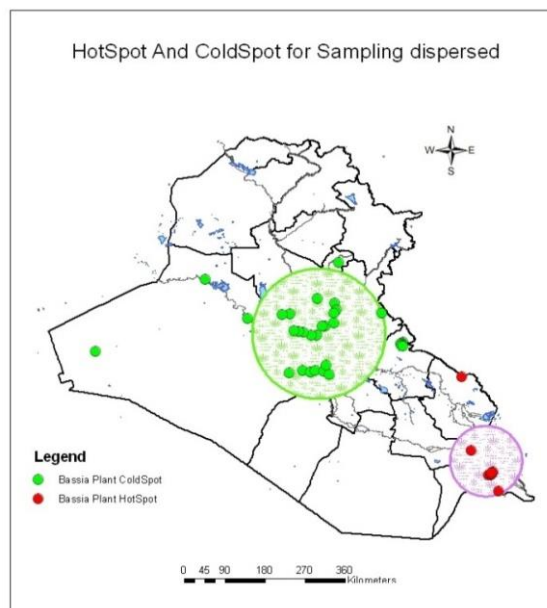 HotSpot And ColdSpot for Sampling dispersed
N
W E
S
Legend
Bassia Plant ColdSpot
Bassia Plant HotSpot
0 45 90 180 270 360
Kilometers